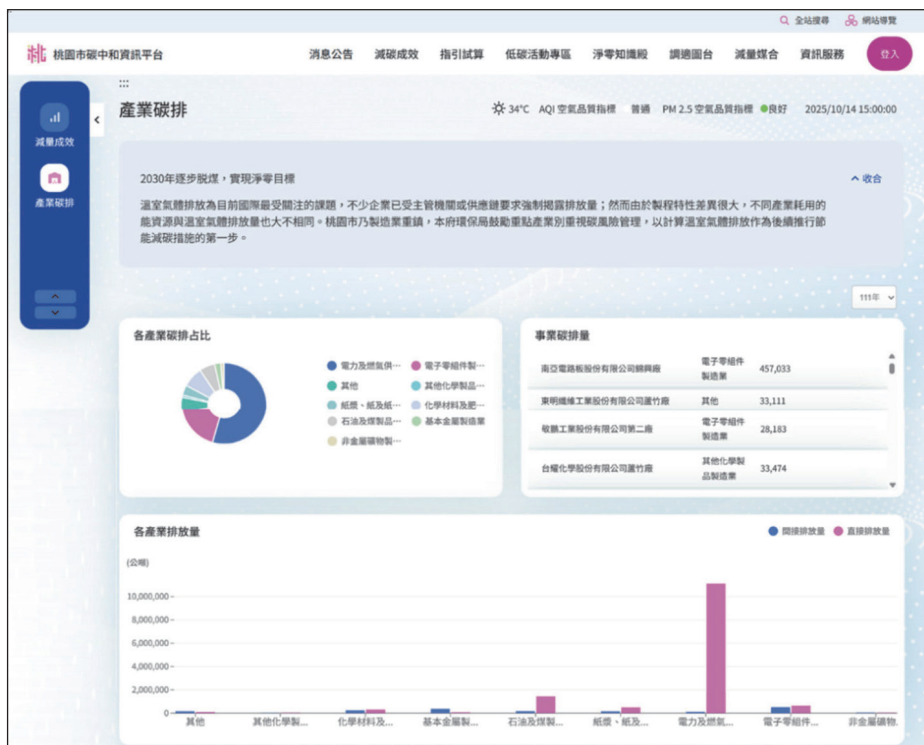 全站搜尋 網站導覽
桃園市碳中和資訊平台 消息公告 減碳成效 指引試算 低碳活動專區 淨零知識殿 調適圖台 減量媒合 資訊服務 登入
減量成效
產業碳排
:::
產業碳排 34°C AQI 空氣品質指標 普通 PM 2.5 空氣品質指標 良好 2025/10/14 15:00:00
2030年逐步脫煤，實現淨零目標 收合
溫室氣體排放為目前國際最受關注的課題，不少企業已受主管機關或供應鏈要求強制揭露排放量；然而由於製程特性差異很大，不同產業耗用的
能資源與溫室氣體排放量也大不相同。桃園市乃製造業重鎮，本府環保局鼓勵重點產業別重視碳風險管理，以計算溫室氣體排放作為後續推行節
能減碳措施的第一步。
111年
各產業碳排占比
電力及燃氣供… 電子零組件製…
其他 其他化學製品…
紙漿、紙及紙… 化學材料及肥…
石油及煤製品… 基本金屬製造業
非金屬礦物製…
事業碳排量
南亞電路板股份有限公司錦興廠 電子零組件製造業 457,033
東明纖維工業股份有限公司蘆竹廠 其他 33,111
敬鵬工業股份有限公司第二廠 電子零組件製造業 28,183
台曜化學股份有限公司蘆竹廠 其他化學製品製造業 33,474
各產業排放量 間接排放量 直接排放量
(公噸)
10,000,000
8,000,000
6,000,000
4,000,000
2,000,000
0
其他 其他化學製... 化學材料及... 基本金屬製... 石油及煤製... 紙漿、紙及... 電力及燃氣... 電子零組件... 非金屬礦物.